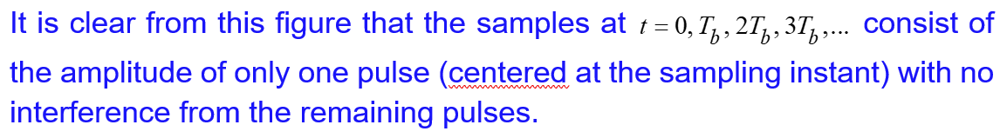 It is clear from this figure that the samples at t = 0, T_b, 2T_b, 3T_b,... consist of
the amplitude of only one pulse (centered at the sampling instant) with no
interference from the remaining pulses.